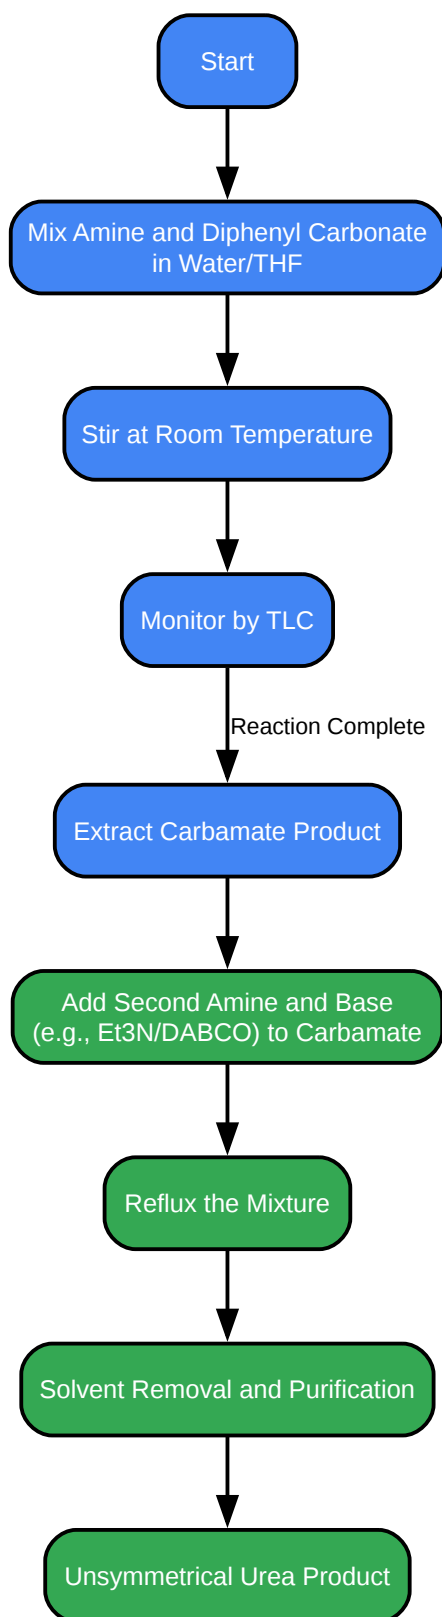 Start
Mix Amine and Diphenyl Carbonate
in Water/THF
Stir at Room Temperature
Monitor by TLC
Reaction Complete
Extract Carbamate Product
Add Second Amine and Base
(e.g., Et3N/DABCO) to Carbamate
Reflux the Mixture
Solvent Removal and Purification
Unsymmetrical Urea Product